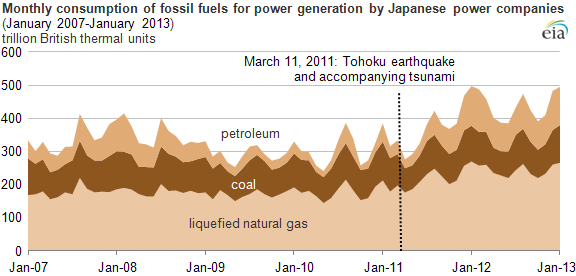 Monthly consumption of fossil fuels for power generation by Japanese power companies
(January 2007-January 2013)
trillion British thermal units
eia
600
500
400
300
200
100
0
March 11, 2011: Tohoku earthquake
and accompanying tsunami
petroleum
coal
liquefied natural gas
Jan-07
Jan-08
Jan-09
Jan-10
Jan-11
Jan-12
Jan-13